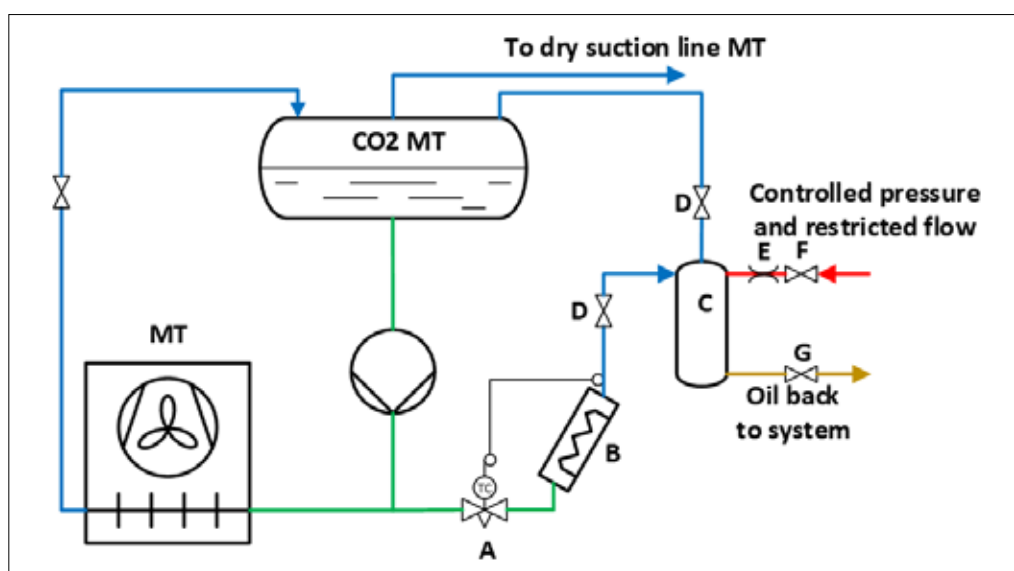 To dry suction line MT
CO2 MT
D
Controlled pressure
and restricted flow
E F
C
D
MT
G
Oil back
to system
B
TC
A